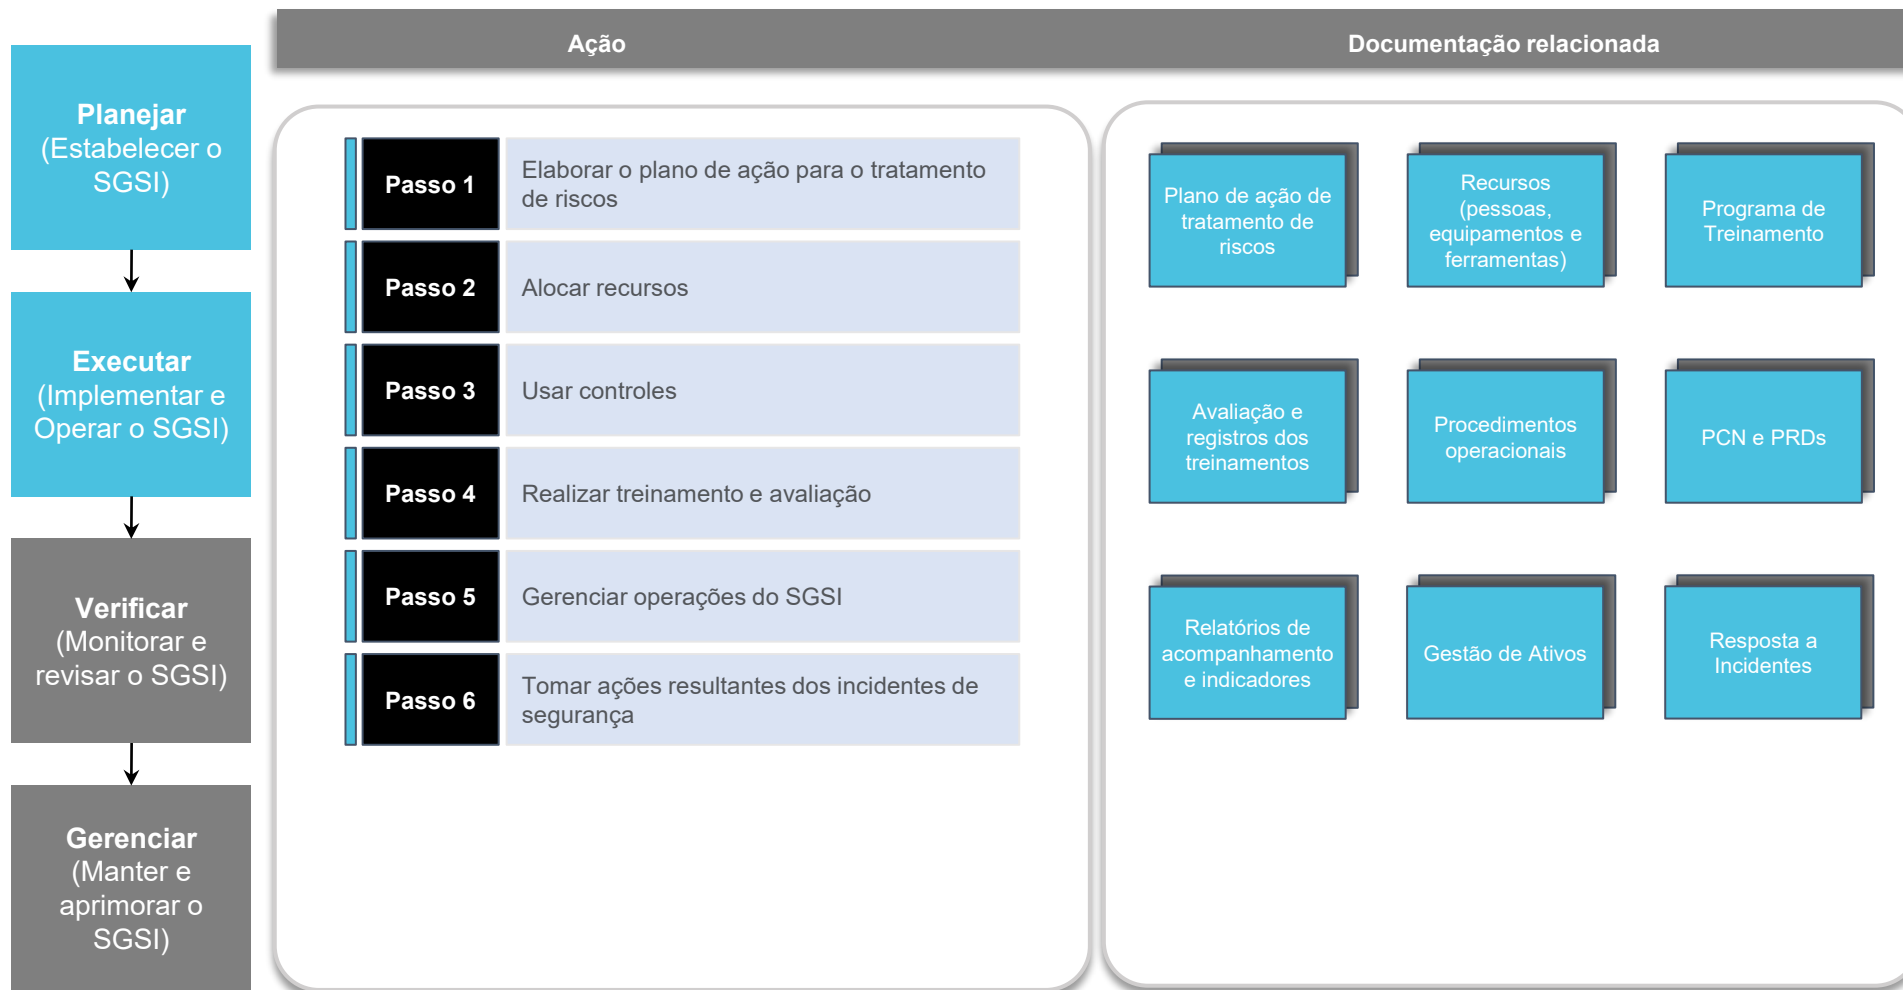 Ação
Documentação relacionada
Planejar
(Estabelecer o
SGSI)
Executar
(Implementar e
Operar o SGSI)
Verificar
(Monitorar e
revisar o SGSI)
Gerenciar
(Manter e
aprimorar o
SGSI)
Passo 1
Elaborar o plano de ação para o tratamento
de riscos
Passo 2
Alocar recursos
Passo 3
Usar controles
Passo 4
Realizar treinamento e avaliação
Passo 5
Gerenciar operações do SGSI
Passo 6
Tomar ações resultantes dos incidentes de
segurança
Plano de ação de
tratamento de
riscos
Recursos
(pessoas,
equipamentos e
ferramentas)
Programa de
Treinamento
Avaliação e
registros dos
treinamentos
Procedimentos
operacionais
PCN e PRDs
Relatórios de
acompanhamento
e indicadores
Gestão de Ativos
Resposta a
Incidentes